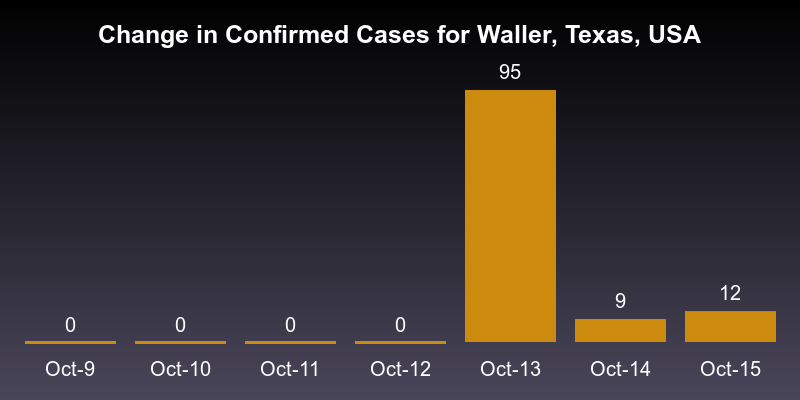 Change in Confirmed Cases for Waller, Texas, USA
95
12
9
0 0 0 0
Oct-9 Oct-10 Oct-11 Oct-12 Oct-13 Oct-14 Oct-15